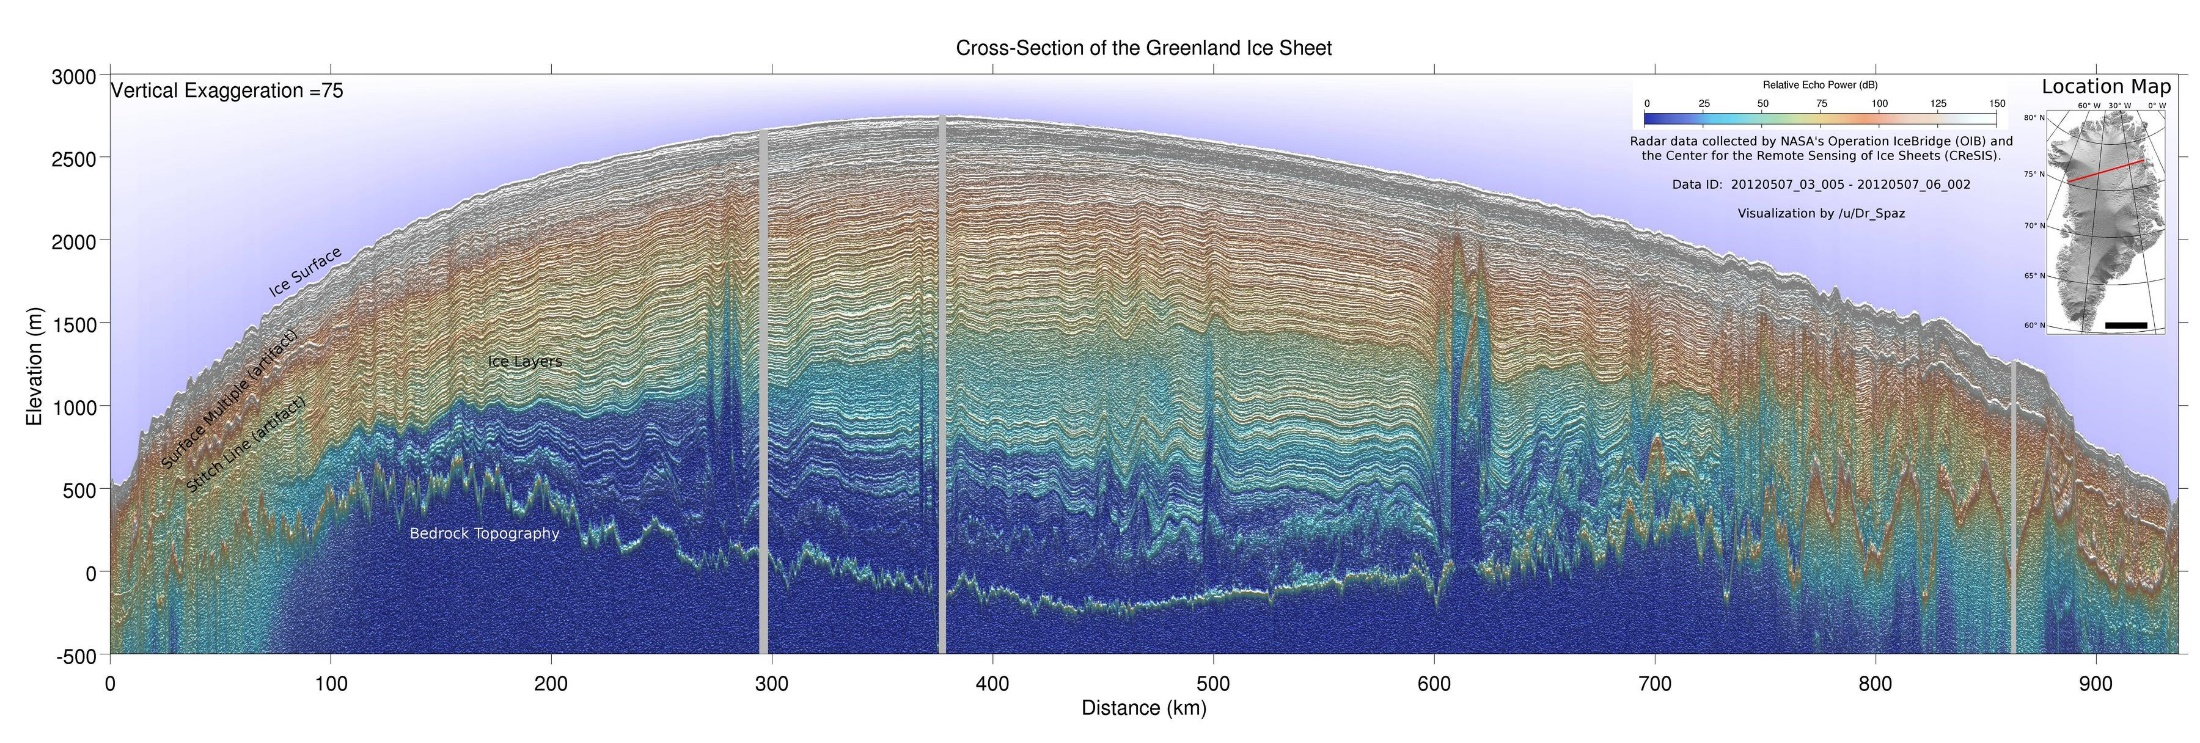 Cross-Section of the Greenland Ice Sheet
Vertical Exaggeration =75
Relative Echo Power (dB)
0 25 50 75 100 125 150
Radar data collected by NASA's Operation IceBridge (OIB) and
the Center for the Remote Sensing of Ice Sheets (CReSIS).
Data ID: 20120507_03_005 - 20120507_06_002
Visualization by /u/Dr_Spaz
Location Map
60° W 30° W 0° W
80° N
75° N
70° N
65° N
60° N
Elevation (m)
3000
2500
2000
1500
1000
500
0
-500
Ice Surface
Surface Multiple (artifact)
Stitch Line (artifact)
Ice Layers
Bedrock Topography
0 100 200 300 400 500 600 700 800 900
Distance (km)